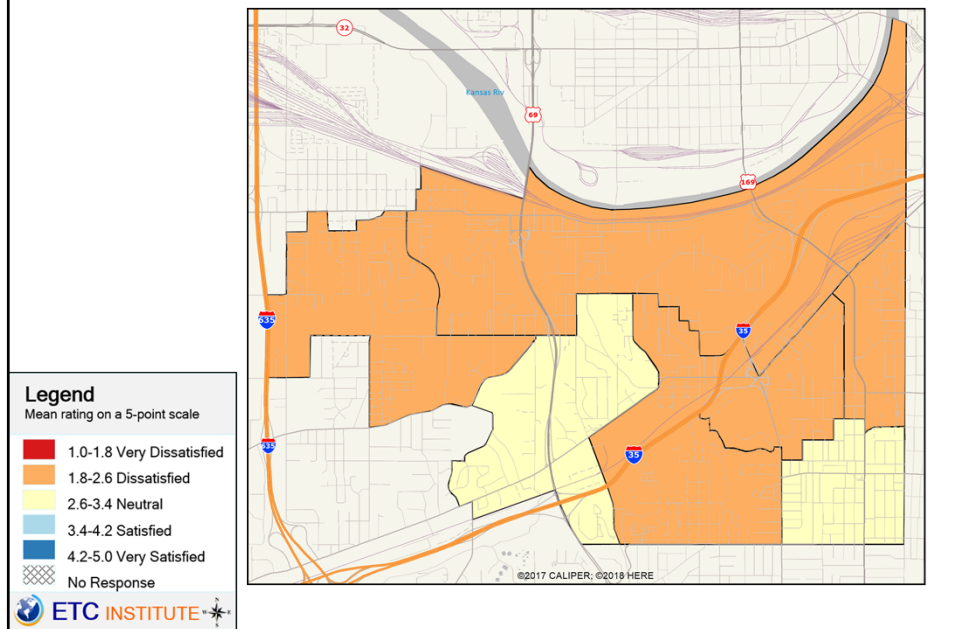 32
Kansas Riv
69
169
635
35
635
35
Legend
Mean rating on a 5-point scale
1.0-1.8 Very Dissatisfied
1.8-2.6 Dissatisfied
2.6-3.4 Neutral
3.4-4.2 Satisfied
4.2-5.0 Very Satisfied
No Response
©2017 CALIPER; ©2018 HERE
ETC INSTITUTE